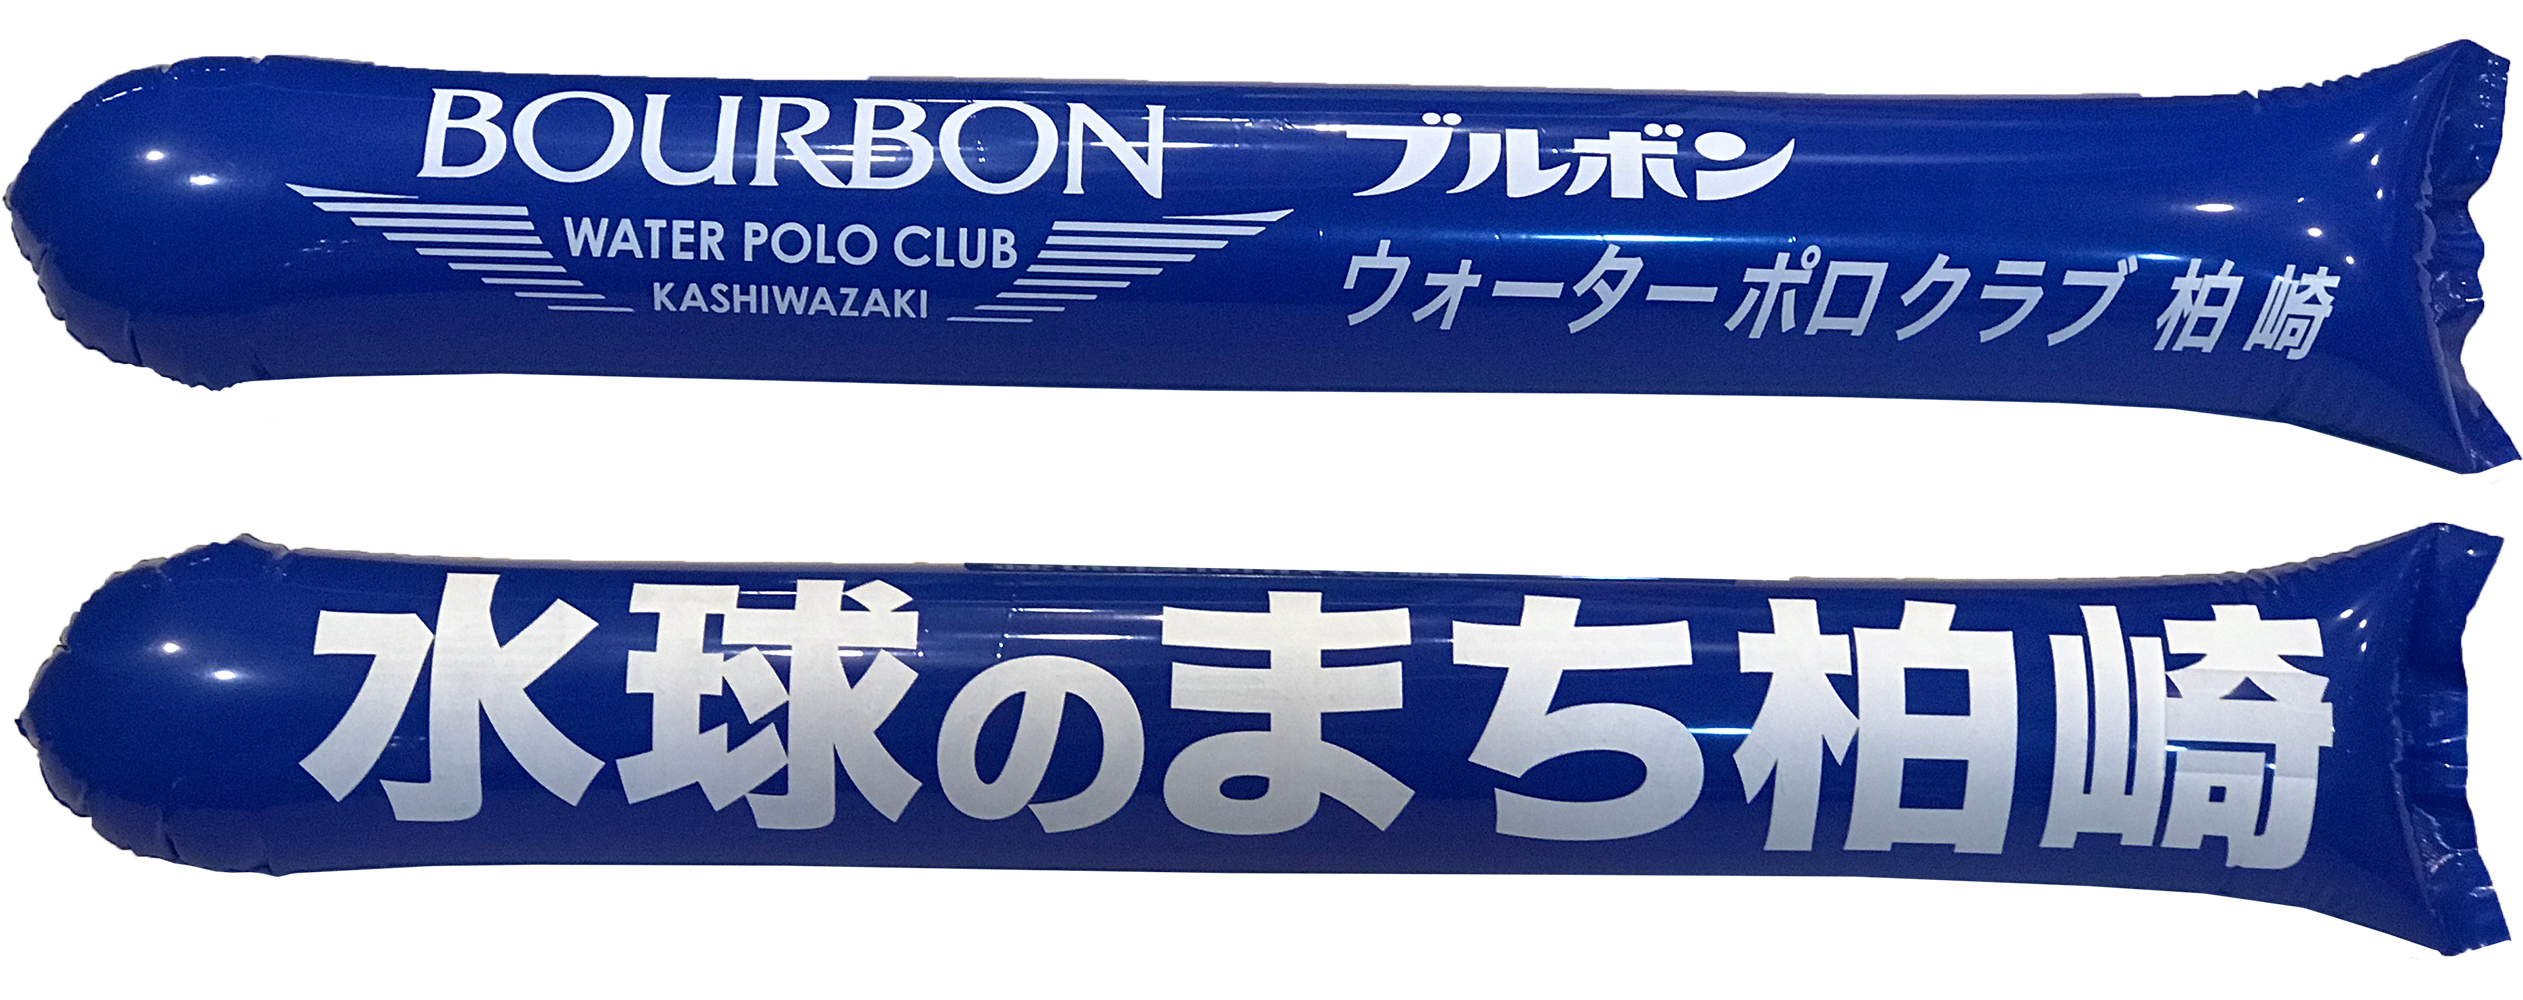 BOURBON
WATER POLO CLUB
KASHIWAZAKI
ブルボン
ウォーターポロクラブ 柏崎
水球のまち柏崎